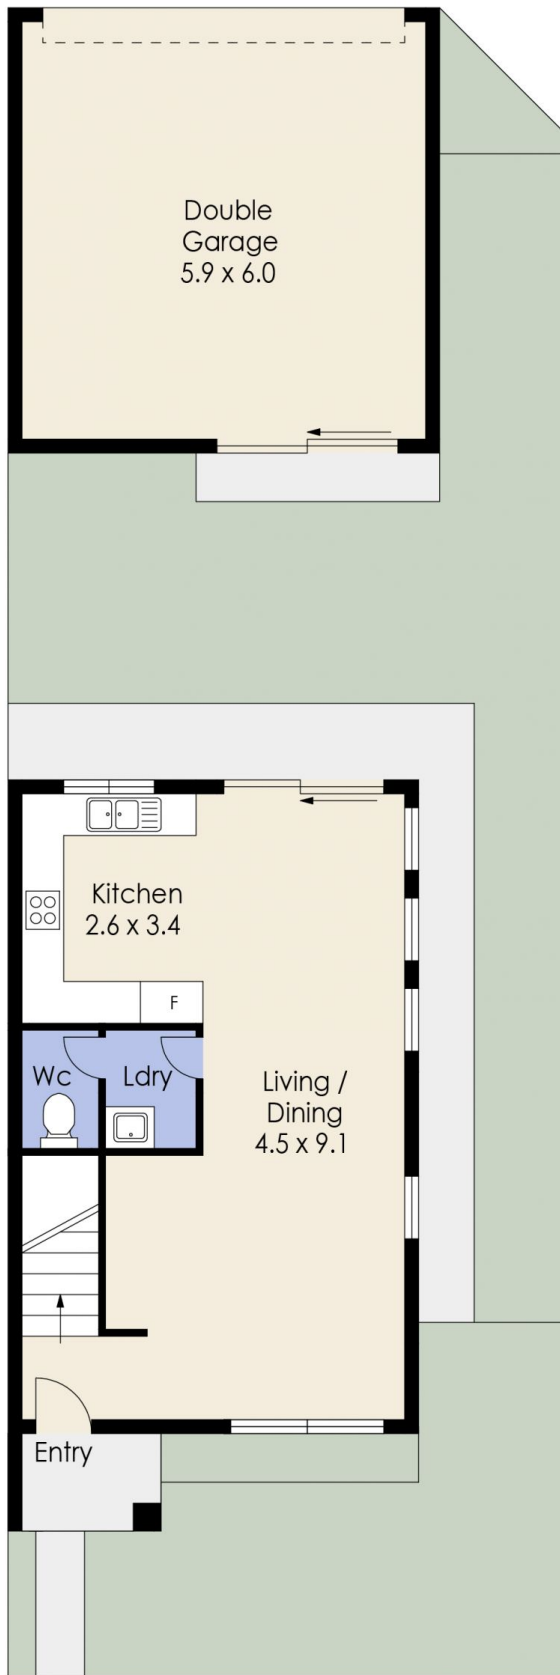 Double
Garage
5.9 x 6.0
Kitchen
2.6 x 3.4
F
Wc
Ldry
Living /
Dining
4.5 x 9.1
Entry